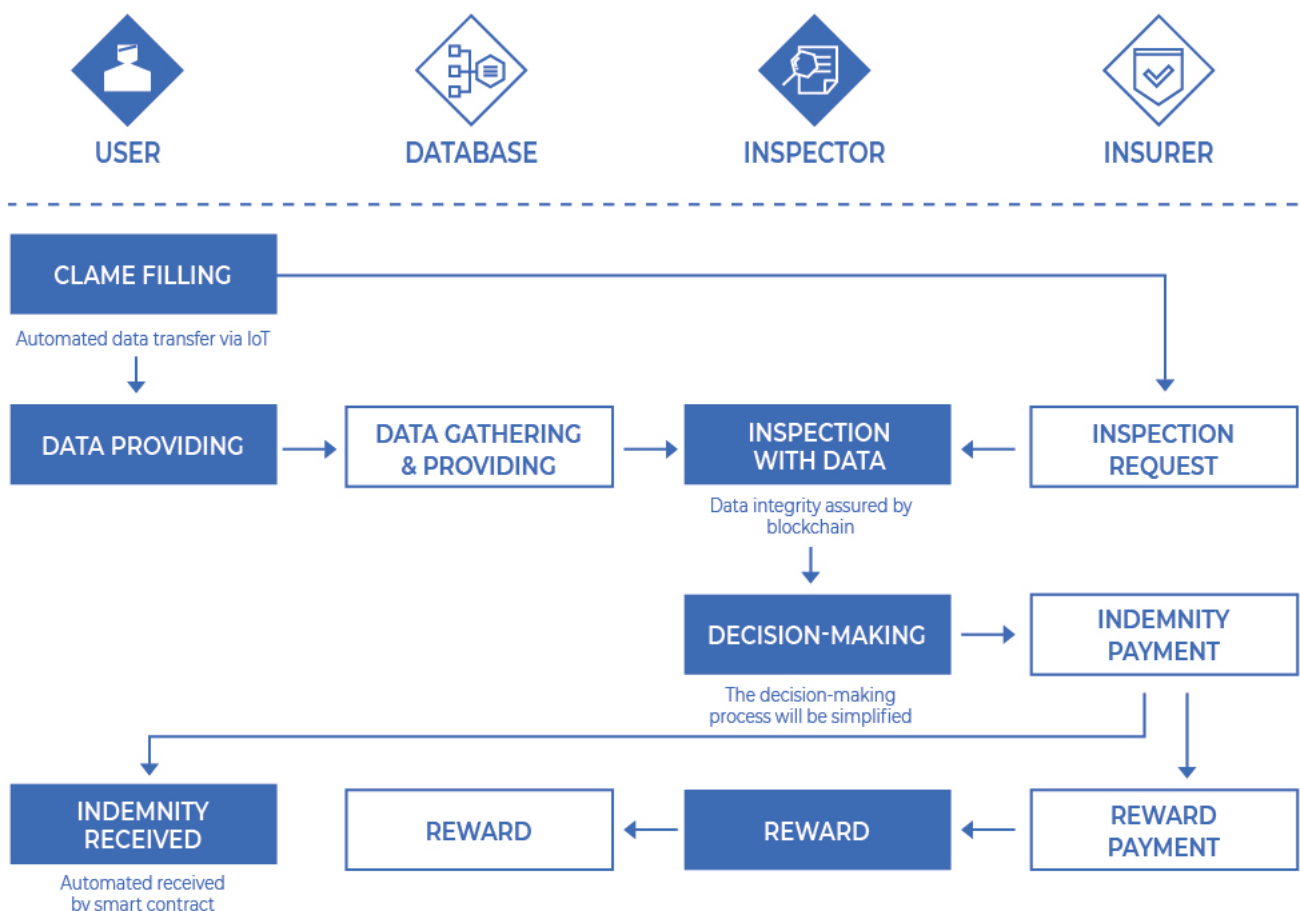 USER
DATABASE
INSPECTOR
INSURER
CLAME FILLING
Automated data transfer via IoT
DATA PROVIDING
DATA GATHERING
& PROVIDING
INSPECTION
WITH DATA
INSPECTION
REQUEST
Data integrity assured by
blockchain
DECISION-MAKING
INDEMNITY
PAYMENT
The decision-making
process will be simplified
INDEMNITY
RECEIVED
REWARD
REWARD
REWARD
PAYMENT
Automated received
by smart contract